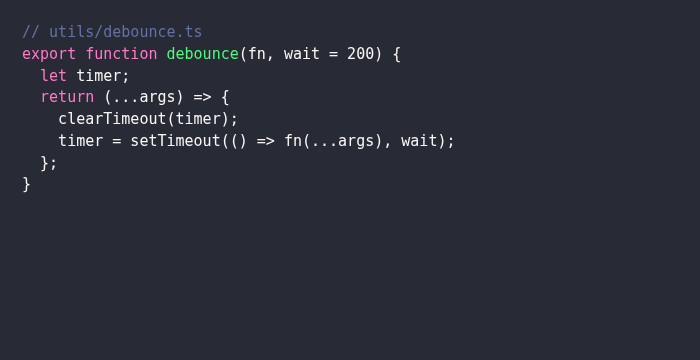 // utils/debounce.ts
export function debounce(fn, wait = 200) {
  let timer;
  return (...args) => {
    clearTimeout(timer);
    timer = setTimeout(() => fn(...args), wait);
  };
}